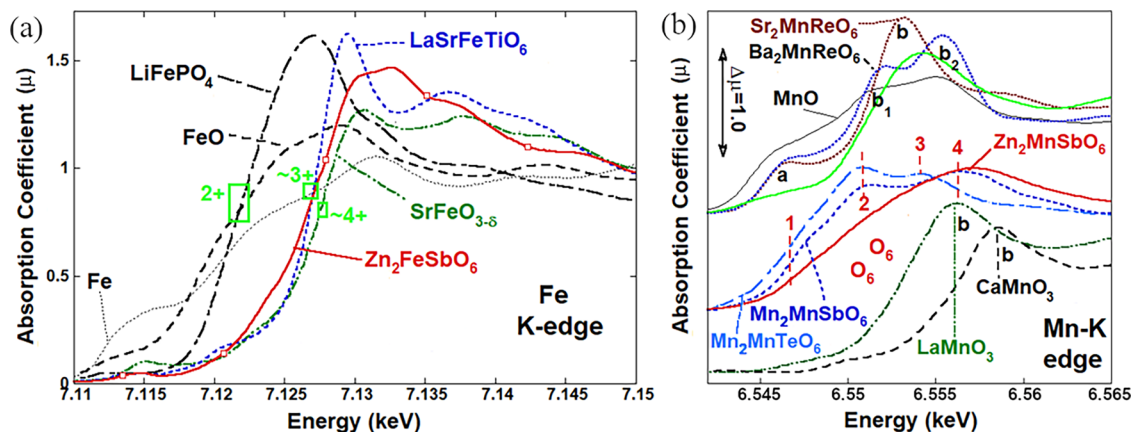 (a)
Absorption Coefficient (μ)
1.5
1
0.5
0
LiFePO4
LaSrFeTiO6
FeO
2+
~3+
~4+
SrFeO3-δ
Zn2FeSbO6
Fe
Fe
K-edge
7.11
7.115
7.12
7.125
7.13
7.135
7.14
7.145
7.15
Energy (keV)
(b)
Absorption Coefficient (μ)
Δμ=1.0
Sr2MnReO6
Ba2MnReO6
MnO
b
b2
b1
a
Zn2MnSbO6
1
2
3
4
O6
O6
Mn2MnSbO6
Mn2MnTeO6
b
b
CaMnO3
LaMnO3
Mn-K
edge
6.545
6.55
6.555
6.56
6.565
Energy (keV)